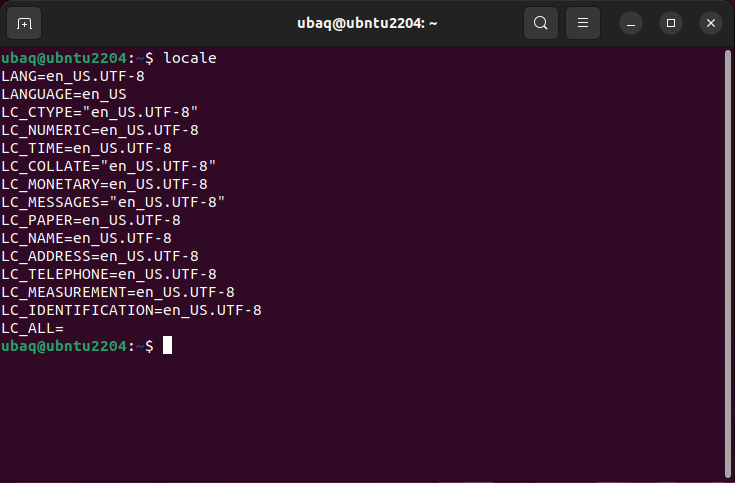 ubaq@ubntu2204: ~
ubaq@ubntu2204:~$ locale
LANG=en_US.UTF-8
LANGUAGE=en_US
LC_CTYPE="en_US.UTF-8"
LC_NUMERIC=en_US.UTF-8
LC_TIME=en_US.UTF-8
LC_COLLATE="en_US.UTF-8"
LC_MONETARY=en_US.UTF-8
LC_MESSAGES="en_US.UTF-8"
LC_PAPER=en_US.UTF-8
LC_NAME=en_US.UTF-8
LC_ADDRESS=en_US.UTF-8
LC_TELEPHONE=en_US.UTF-8
LC_MEASUREMENT=en_US.UTF-8
LC_IDENTIFICATION=en_US.UTF-8
LC_ALL=
ubaq@ubntu2204:~$